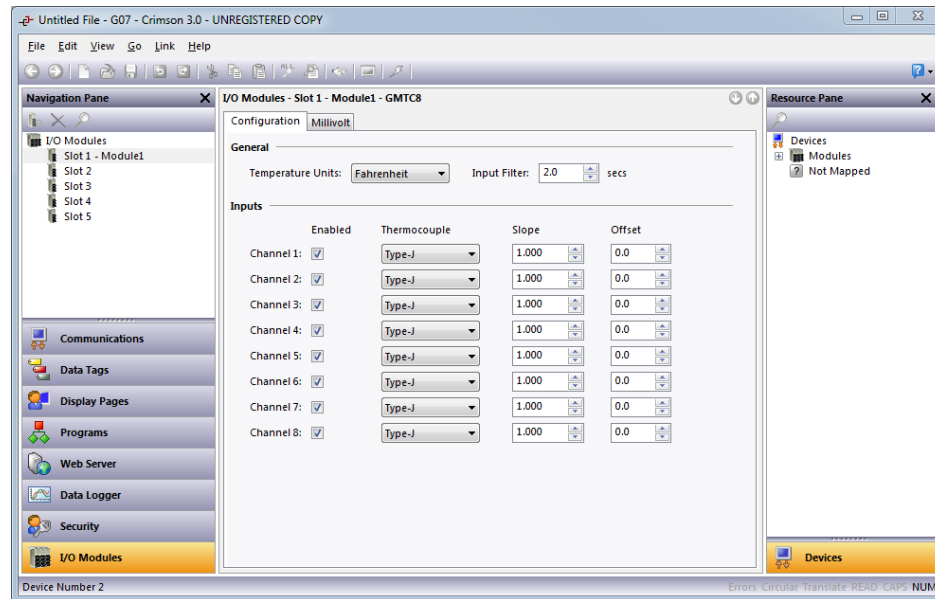 Untitled File - G07 - Crimson 3.0 - UNREGISTERED COPY
File Edit View Go Link Help
Navigation Pane
I/O Modules
Slot 1 - Module1
Slot 2
Slot 3
Slot 4
Slot 5
Communications
Data Tags
Display Pages
Programs
Web Server
Data Logger
Security
I/O Modules
I/O Modules - Slot 1 - Module1 - GMTC8
Configuration Millivolt
General
Temperature Units: Fahrenheit Input Filter: 2.0 secs
Inputs
Enabled Thermocouple Slope Offset
Channel 1: Type-J 1.000 0.0
Channel 2: Type-J 1.000 0.0
Channel 3: Type-J 1.000 0.0
Channel 4: Type-J 1.000 0.0
Channel 5: Type-J 1.000 0.0
Channel 6: Type-J 1.000 0.0
Channel 7: Type-J 1.000 0.0
Channel 8: Type-J 1.000 0.0
Resource Pane
Devices
Modules
? Not Mapped
Devices
Device Number 2
Errors Circular Translate READ CAPS NUM